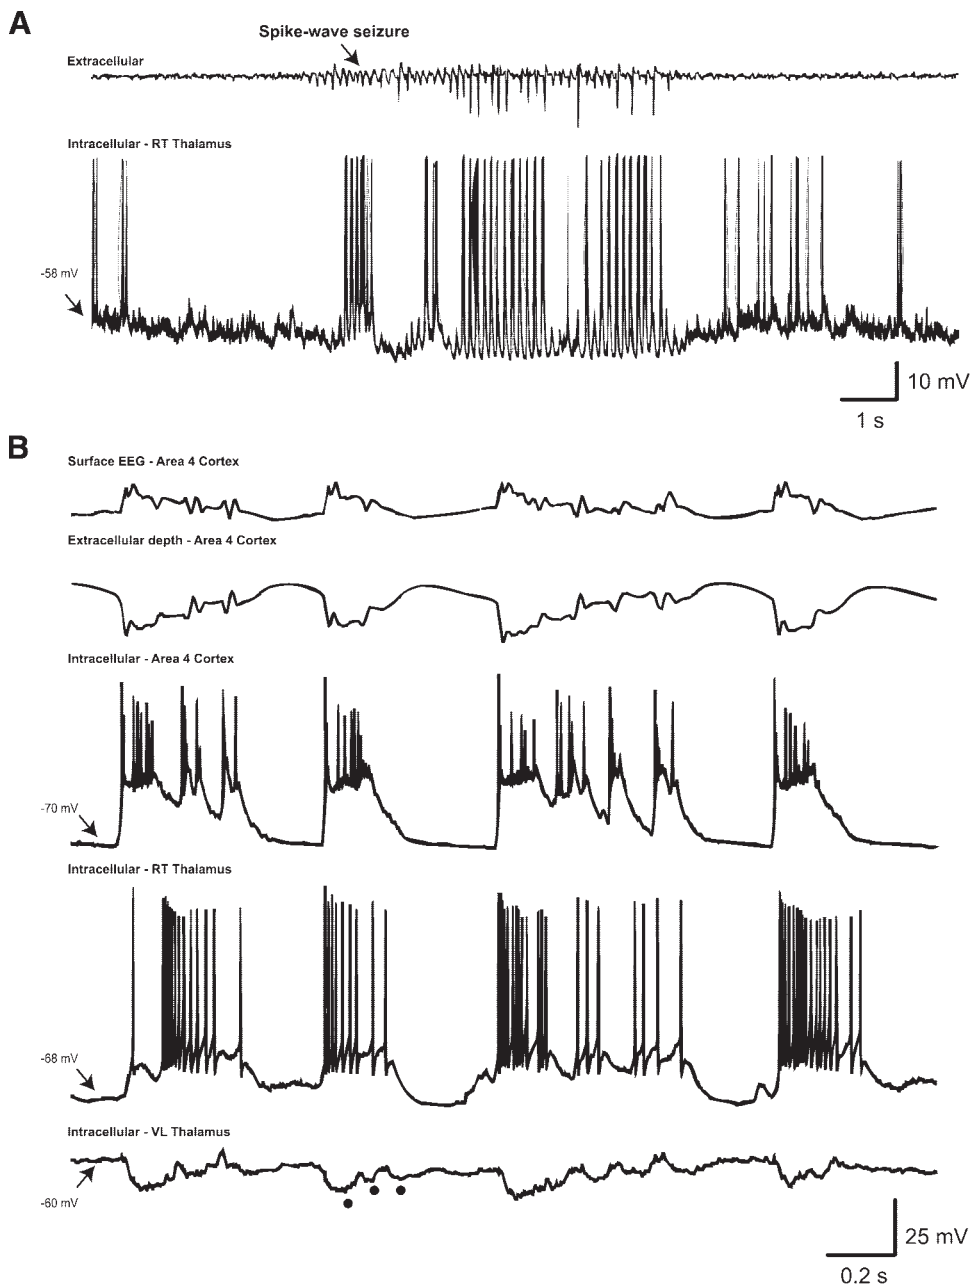 A
Spike-wave seizure
Extracellular
Intracellular - RT Thalamus
-58 mV
10 mV
1 s
B
Surface EEG - Area 4 Cortex
Extracellular depth - Area 4 Cortex
Intracellular - Area 4 Cortex
-70 mV
Intracellular - RT Thalamus
-68 mV
Intracellular - VL Thalamus
-60 mV
25 mV
0.2 s